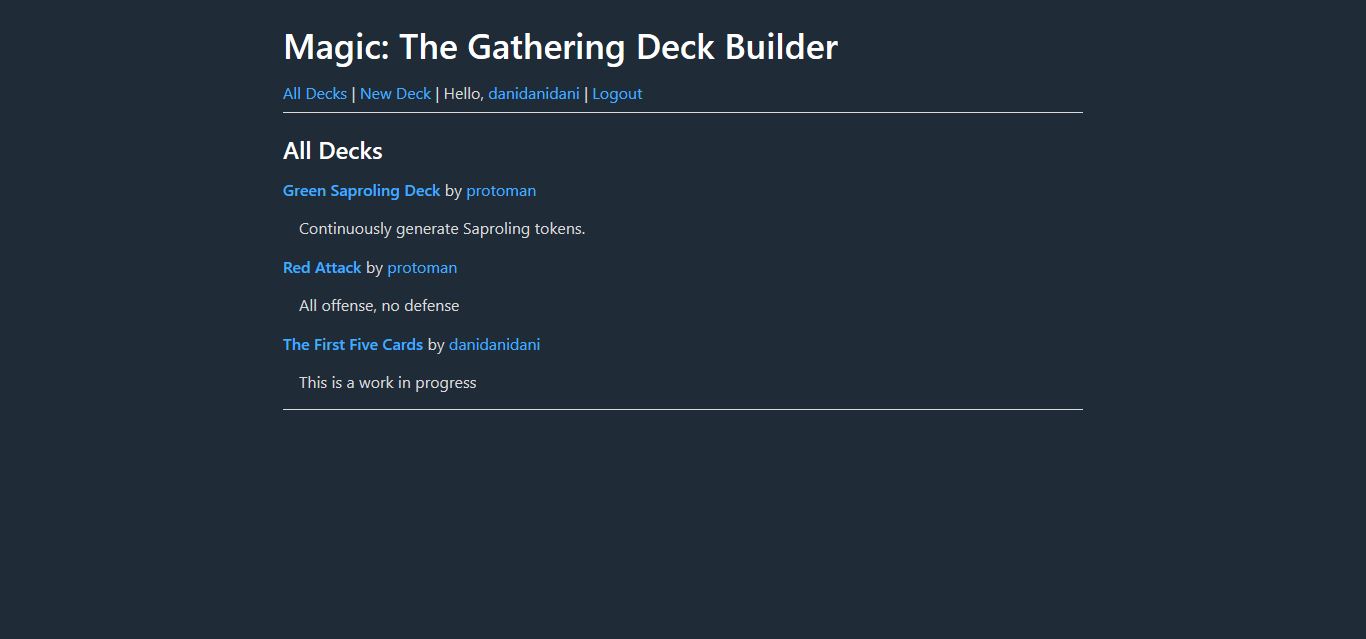 Magic: The Gathering Deck Builder
All Decks | New Deck | Hello, danidanidani | Logout
All Decks
Green Saproling Deck by protoman
Continuously generate Saproling tokens.
Red Attack by protoman
All offense, no defense
The First Five Cards by danidanidani
This is a work in progress